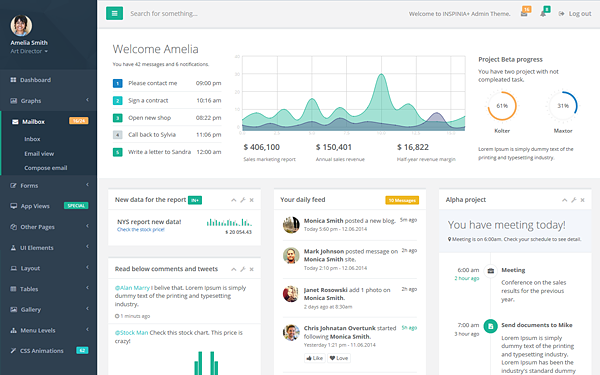 Amelia Smith
Art Director
Dashboard
Graphs
Mailbox 16/24
Inbox
Email view
Compose email
Forms
App Views SPECIAL
Other Pages
UI Elements
Layout
Tables
Gallery
Menu Levels
CSS Animations 62
Search for something...
Welcome to INSPINIA+ Admin Theme.
16
8
Log out
Welcome Amelia
You have 42 messages and 6 notifications.
1 Please contact me 09:00 pm
2 Sign a contract 10:16 am
3 Open new shop 08:22 pm
4 Call back to Sylvia 11:06 pm
5 Write a letter to Sandra 12:00 am
$ 406,100
Sales marketing report
$ 150,401
Annual sales revenue
$ 16,822
Half-year revenue margin
Project Beta progress
You have two project with not
compleated task.
61%
Kolter
31%
Maxtor
Lorem Ipsum is simply dummy text of the
printing and typesetting industry.
New data for the report IN+
NYS report new data!
Check the stock price!
$ 20 054.43
Read below comments and tweets
@Alan Marry I belive that. Lorem Ipsum is simply
dummy text of the printing and typesetting
industry.
1 minuts ago
@Stock Man Check this stock chart. This price is
crazy!
Your daily feed 10 Messages
Monica Smith posted a new blog. 5m ago
Today 5:60 pm - 12.06.2014
Mark Johnson posted message on 2h ago
Monica Smith site.
Today 2:10 pm - 12.06.2014
Janet Rosowski add 1 photo on 2h ago
Monica Smith.
2 days ago at 8:30am
Chris Johnatan Overtunk started 5h ago
following Monica Smith.
Yesterday 1:21 pm - 11.06.2014
Like
Love
Alpha project
You have meeting today!
Meeting is on 6:00am. Check your schedule to see detail.
6:00 am
2 hour ago
Meeting
Conference on the sales
results for the previous
year.
7:00 am
3 hour ago
Send documents to Mike
Lorem Ipsum is simply
dummy text of the
printing and typesetting
industry. Lorem Ipsum